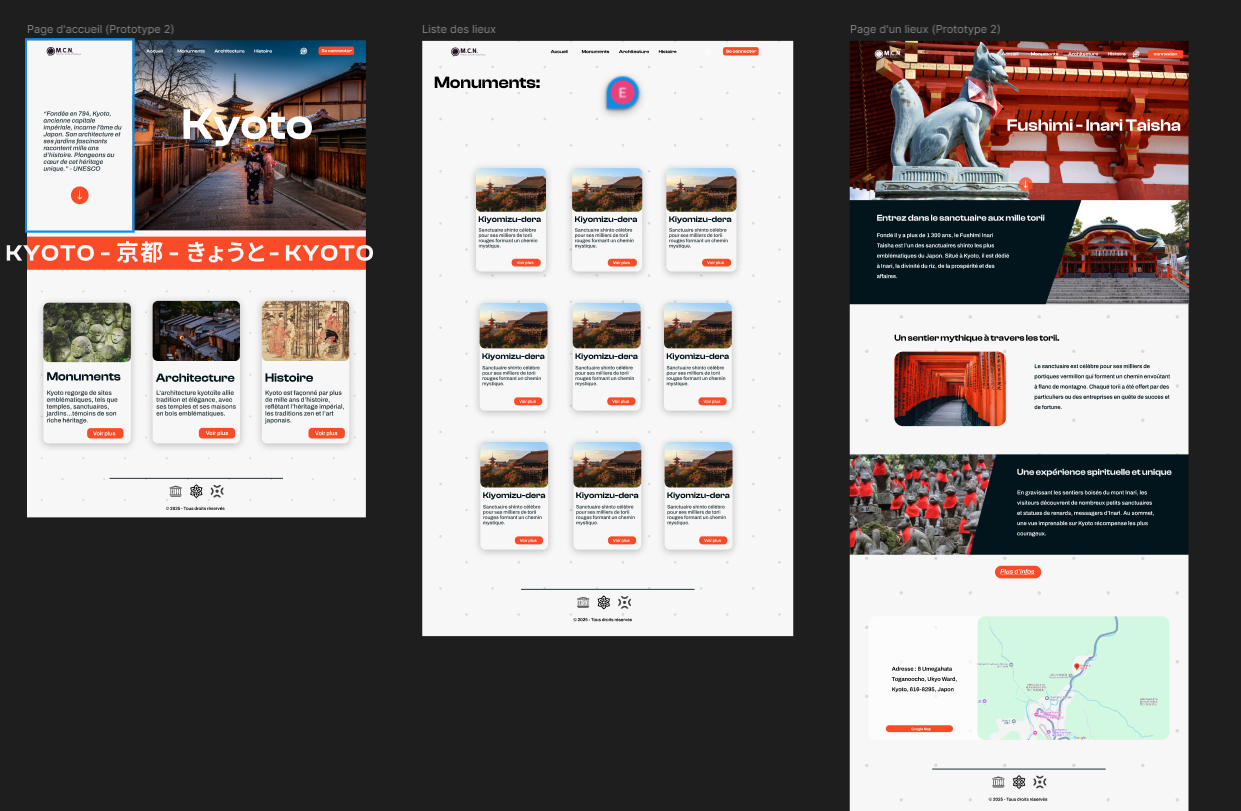 Page d'accueil (Prototype 2)
M.C.N.
Accueil Monuments Architecture Histoire
Se connecter
"Fondée en 794, Kyoto,
ancienne capitale
impériale, incarne l'âme du
Japon. Son architecture et
ses jardins fascinants
racontent mille ans
d'histoire. Plongeons au
cœur de cet héritage
unique." - UNESCO
Kyoto
KYOTO - 京都 - きょうと- KYOTO
Monuments
Kyoto regorge de sites
emblématiques, tels que
temples, sanctuaires,
jardins...témoins de son
riche héritage.
Voir plus
Architecture
L'architecture kyotoïte allie
tradition et élégance, avec
ses temples et ses maisons
en bois emblématiques.
Voir plus
Histoire
Kyoto est façonné par plus
de mille ans d'histoire,
reflétant l'héritage impérial,
les traditions zen et l'art
japonais.
Voir plus
© 2025 - Tous droits réservés
Liste des lieux
M.C.N.
Accueil Monuments Architecture Histoire
Se connecter
Monuments:
E
Kiyomizu-dera
Sanctuaire shinto célèbre
pour ses milliers de torii
rouges formant un chemin
mystique.
Voir plus
Kiyomizu-dera
Sanctuaire shinto célèbre
pour ses milliers de torii
rouges formant un chemin
mystique.
Voir plus
Kiyomizu-dera
Sanctuaire shinto célèbre
pour ses milliers de torii
rouges formant un chemin
mystique.
Voir plus
Kiyomizu-dera
Sanctuaire shinto célèbre
pour ses milliers de torii
rouges formant un chemin
mystique.
Voir plus
Kiyomizu-dera
Sanctuaire shinto célèbre
pour ses milliers de torii
rouges formant un chemin
mystique.
Voir plus
Kiyomizu-dera
Sanctuaire shinto célèbre
pour ses milliers de torii
rouges formant un chemin
mystique.
Voir plus
Kiyomizu-dera
Sanctuaire shinto célèbre
pour ses milliers de torii
rouges formant un chemin
mystique.
Voir plus
Kiyomizu-dera
Sanctuaire shinto célèbre
pour ses milliers de torii
rouges formant un chemin
mystique.
Voir plus
Kiyomizu-dera
Sanctuaire shinto célèbre
pour ses milliers de torii
rouges formant un chemin
mystique.
Voir plus
© 2025 - Tous droits réservés
Page d'un lieux (Prototype 2)
M.C.N.
Accueil Monuments Architecture Histoire
connexion
Fushimi - Inari Taisha
Entrez dans le sanctuaire aux mille torii
Fondé il y a plus de 1 300 ans, le Fushimi Inari
Taisha est l'un des sanctuaires shinto les plus
emblématiques du Japon. Situé à Kyoto, il est dédié
à Inari, la divinité du riz, de la prospérité et des
affaires.
Un sentier mythique à travers les torii.
Le sanctuaire est célèbre pour ses milliers de
portiques vermillon qui forment un chemin envoûtant
à flanc de montagne. Chaque torii a été offert par des
particuliers ou des entreprises en quête de succès et
de fortune.
Une expérience spirituelle et unique
En gravissant les sentiers boisés du mont Inari, les
visiteurs découvrent de nombreux petits sanctuaires
et statues de renards, messagers d'Inari. Au sommet,
une vue imprenable sur Kyoto récompense les plus
courageux.
Plus d'infos
Adresse : 8 Umegahata
Toganoocho, Ukyo Ward,
Kyoto, 616-8295, Japon
Google Map
Google
© 2025 - Tous droits réservés